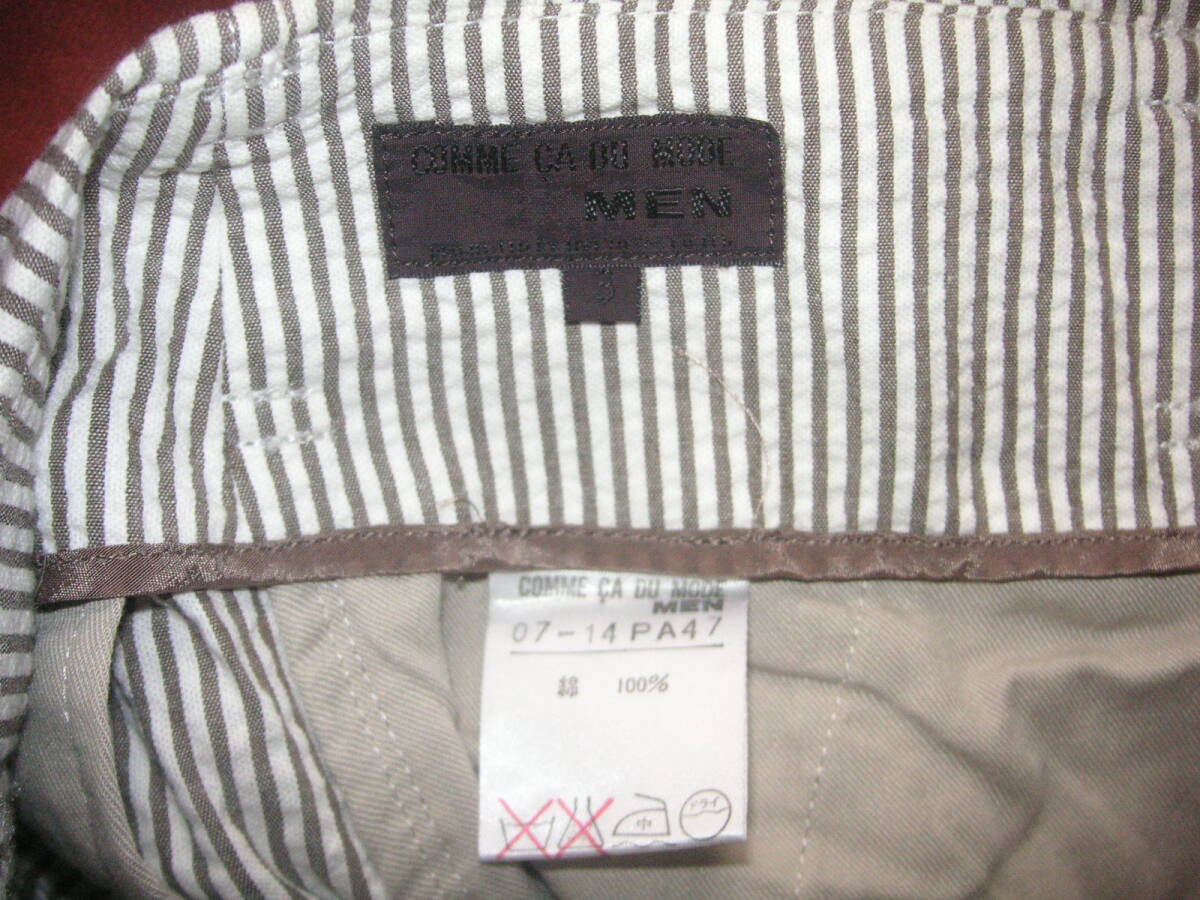 COMME ÇA DU MODE
MEN
3
COMME ÇA DU MODE
MEN
07-14PA47
綿 100%
中
ドライ